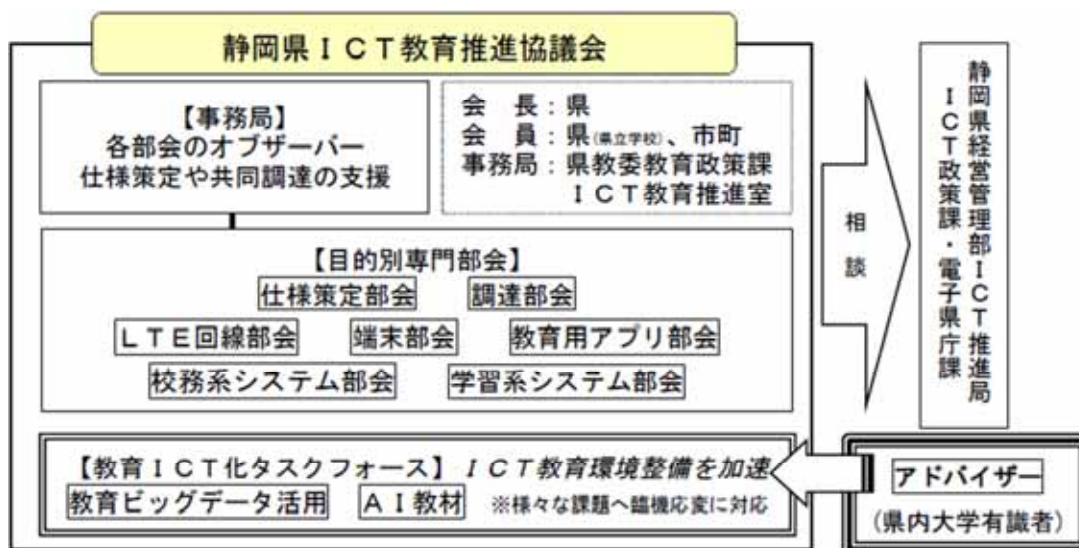 静岡県ＩＣＴ教育推進協議会
【事務局】
各部会のオブザーバー
仕様策定や共同調達の支援
会　長：県
会　員：県(県立学校)、市町
事務局：県教委教育政策課
ＩＣＴ教育推進室
【目的別専門部会】
仕様策定部会　調達部会
ＬＴＥ回線部会　端末部会　教育用アプリ部会
校務系システム部会　学習系システム部会
【教育ＩＣＴ化タスクフォース】ＩＣＴ教育環境整備を加速
教育ビッグデータ活用　ＡＩ教材　※様々な課題へ臨機応変に対応
相談
静岡県経営管理部ＩＣＴ推進局
ＩＣＴ政策課・電子県庁課
アドバイザー
(県内大学有識者)